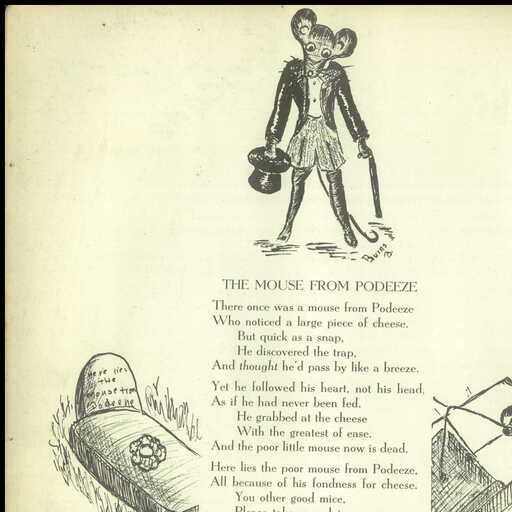 Burns
THE MOUSE FROM PODEEZE
There once was a mouse from Podeeze
Who noticed a large piece of cheese.
But quick as a snap,
He discovered the trap,
And thought he'd pass by like a breeze.
Yet he followed his heart, not his head,
As if he had never been fed.
He grabbed at the cheese
With the greatest of ease,
And the poor little mouse now is dead.
Here lies the poor mouse from Podeeze,
All because of his fondness for cheese.
You other good mice,
Please take
Here lies
the
mouse from
Podeeze